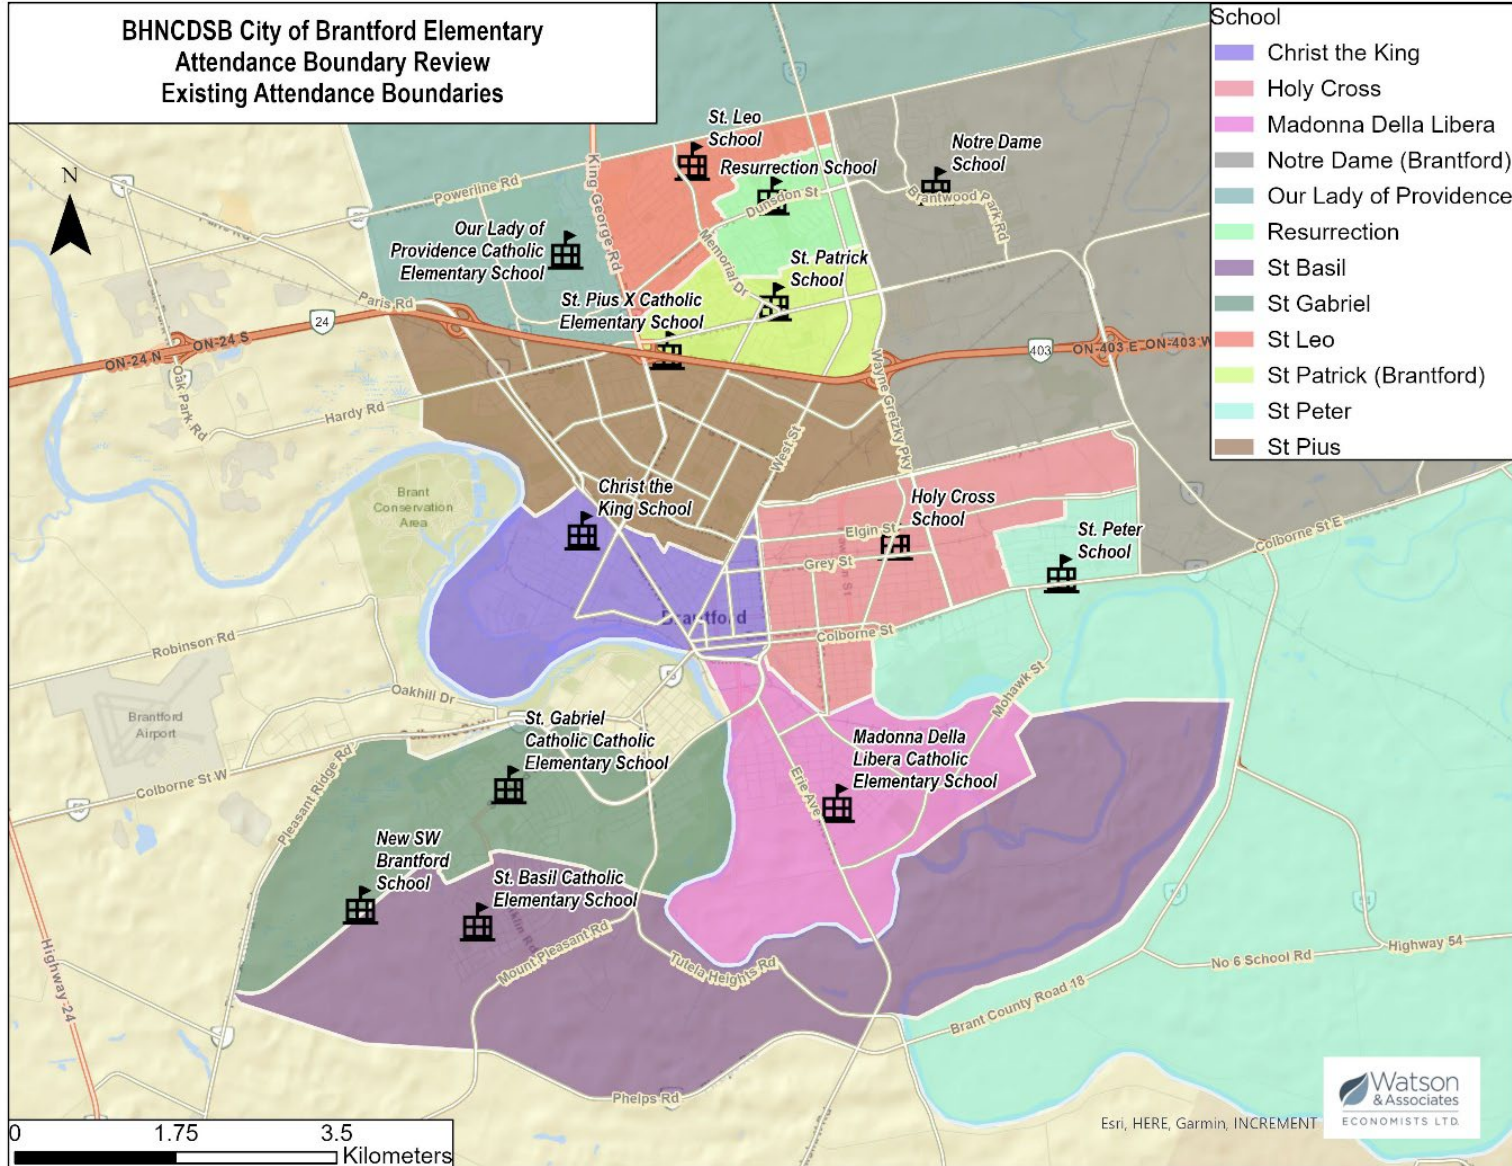 BHNCDSB City of Brantford Elementary
Attendance Boundary Review
Existing Attendance Boundaries
School
Christ the King
Holy Cross
Madonna Della Libera
Notre Dame (Brantford)
Our Lady of Providence
Resurrection
St Basil
St Gabriel
St Leo
St Patrick (Brantford)
St Peter
St Pius
N
St. Leo
School
Resurrection School
Notre Dame
School
Powerline Rd
King George Rd
Dunsdon St
Brantwood Park Rd
Our Lady of
Providence Catholic
Elementary School
Memorial Dr
St. Patrick
School
St. Pius X Catholic
Elementary School
Paris Rd
24
ON-24 N
ON-24 S
Oak Park Rd
Hardy Rd
403
ON-403 E
ON-403 W
Wayne Gretzky Pky
West St
Brant
Conservation
Area
Christ the
King School
Holy Cross
School
Elgin St
Grey St
St. Peter
School
Colborne St E
Brantford
Colborne St
Robinson Rd
Oakhill Dr
Mohawk St
Brantford
Airport
Colborne St W
Pleasant Ridge Rd
St. Gabriel
Catholic Catholic
Elementary School
Madonna Della
Libera Catholic
Elementary School
Erie Ave
New SW
Brantford
School
St. Basil Catholic
Elementary School
Mount Pleasant Rd
Tutela Heights Rd
Highway 24
Highway 54
No 6 School Rd
Brant County Road 18
Phelps Rd
0 1.75 3.5
Kilometers
Esri, HERE, Garmin, INCREMENT
Watson
& Associates
ECONOMISTS LTD.